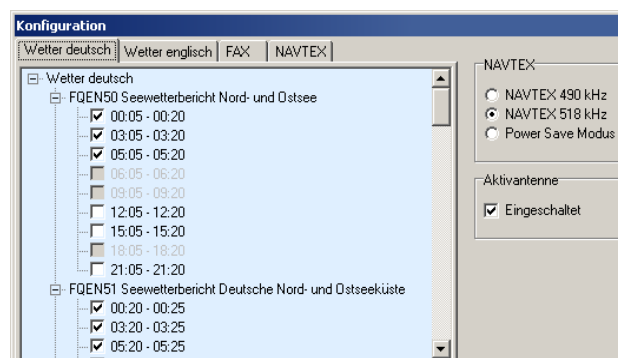 Konfiguration
Wetter deutsch Wetter englisch FAX NAVTEX
Wetter deutsch
FQEN50 Seewetterbericht Nord- und Ostsee
00:05 - 00:20
03:05 - 03:20
05:05 - 05:20
06:05 - 06:20
09:05 - 09:20
12:05 - 12:20
15:05 - 15:20
18:05 - 18:20
21:05 - 21:20
FQEN51 Seewetterbericht Deutsche Nord- und Ostseeküste
00:20 - 00:25
03:20 - 03:25
05:20 - 05:25
NAVTEX
NAVTEX 490 kHz
NAVTEX 518 kHz
Power Save Modus
Aktivantenne
Eingeschaltet